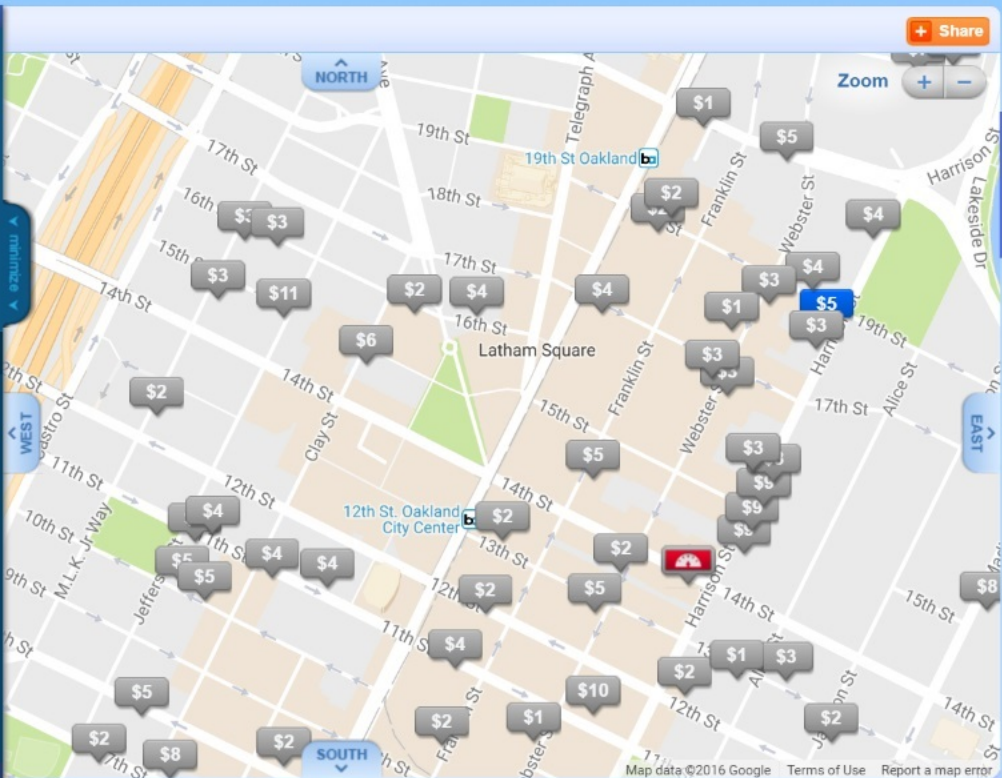 + Share
NORTH
Zoom + −
19th St
Telegraph A
$1
$5
17th St
19th St Oakland
Harrison St
Franklin St
16th
18th St
$2
Webster St
Lakeside Dr
$3
$4
minimize
15th
17th St
$3
$4
$3
14th St
$11
$2
$4
$4
$1
$5
16th St
$3
19th St
$6
Latham Square
$3
Franklin St
Alice St
14th St
$2
17th St
WEST
Clay St
15th St
Webster
EAST
11th St
$5
$3
12th St
14th St
$9
10th St
$4
12th St. Oakland
City Center
$2
13th St
M.L.K. Jr Way
$5
$4
$4
$2
$5
9th St
$2
$5
Harrison St
14th St
15th St
$8
11th S
$4
$1
$3
$2
$5
$10
12th St
14th St
$2
$1
$2
$2
$8
$2
SOUTH
7th St
Map data ©2016 Google Terms of Use Report a map error